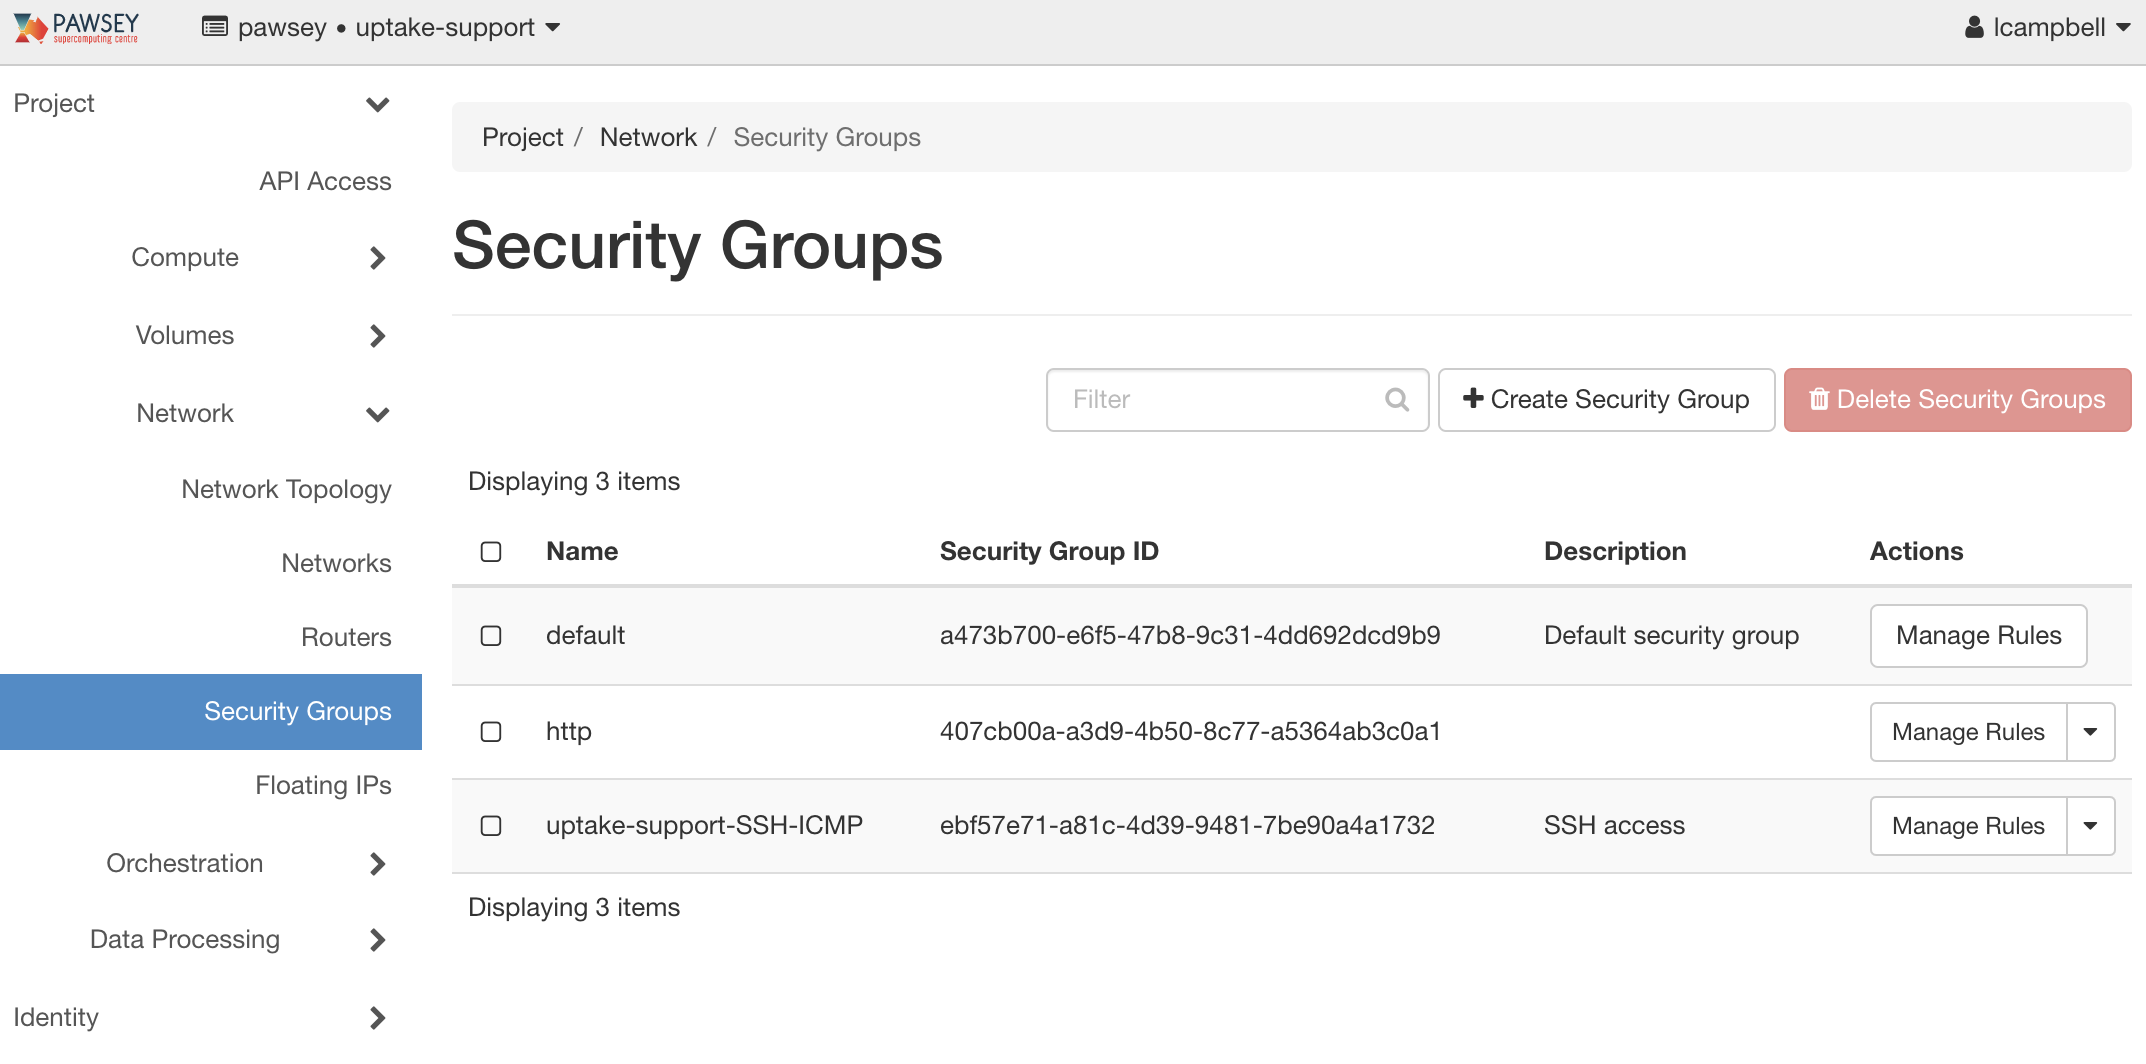 PAWSEY
supercomputing centre
pawsey • uptake-support
lcampbell
Project
API Access
Compute
Volumes
Network
Network Topology
Networks
Routers
Security Groups
Floating IPs
Orchestration
Data Processing
Identity
Project / Network / Security Groups
Security Groups
Filter
Create Security Group
Delete Security Groups
Displaying 3 items
Name Security Group ID Description Actions
default a473b700-e6f5-47b8-9c31-4dd692dcd9b9 Default security group Manage Rules
http 407cb00a-a3d9-4b50-8c77-a5364ab3c0a1 Manage Rules
uptake-support-SSH-ICMP ebf57e71-a81c-4d39-9481-7be90a4a1732 SSH access Manage Rules
Displaying 3 items